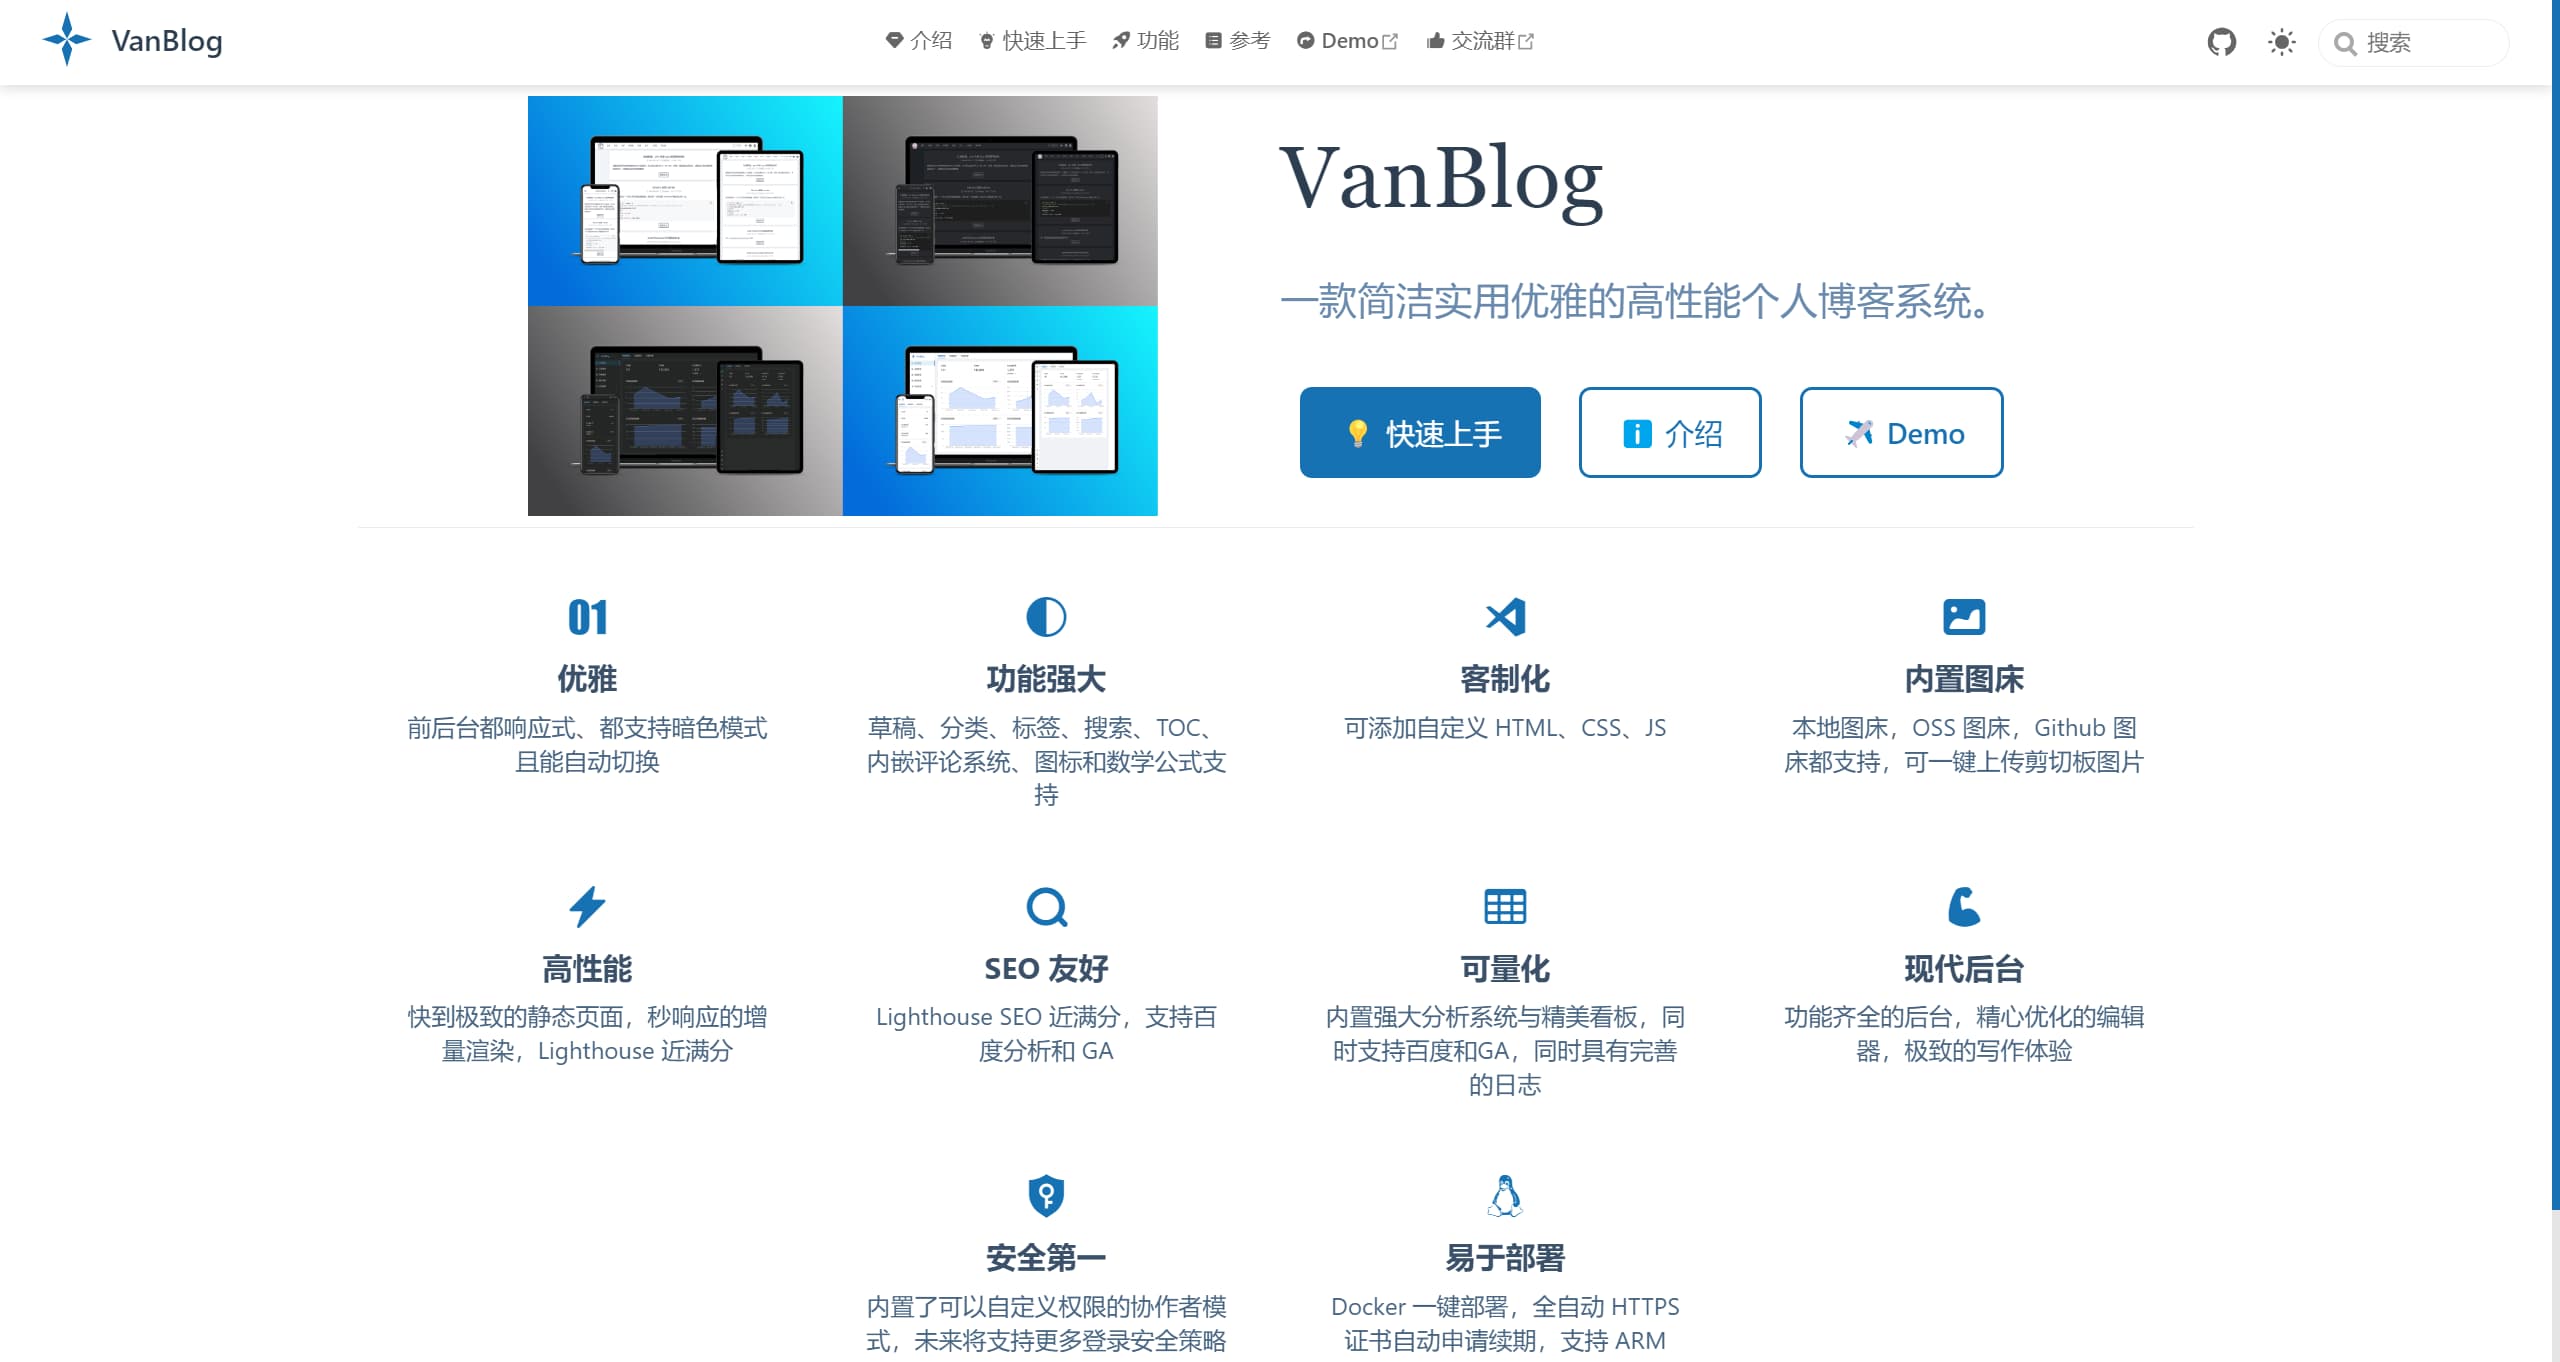 VanBlog
介绍
快速上手
功能
参考
Demo
交流群
搜索
VanBlog
一款简洁实用优雅的高性能个人博客系统。
快速上手
介绍
Demo
01
优雅
前后台都响应式、都支持暗色模式
且能自动切换
功能强大
草稿、分类、标签、搜索、TOC、
内嵌评论系统、图标和数学公式支
持
客制化
可添加自定义 HTML、CSS、JS
内置图床
本地图床，OSS 图床，Github 图
床都支持，可一键上传剪切板图片
高性能
快到极致的静态页面，秒响应的增
量渲染，Lighthouse 近满分
SEO 友好
Lighthouse SEO 近满分，支持百
度分析和 GA
可量化
内置强大分析系统与精美看板，同
时支持百度和GA，同时具有完善
的日志
现代后台
功能齐全的后台，精心优化的编辑
器，极致的写作体验
安全第一
内置了可以自定义权限的协作者模
式，未来将支持更多登录安全策略
易于部署
Docker 一键部署，全自动 HTTPS
证书自动申请续期，支持 ARM